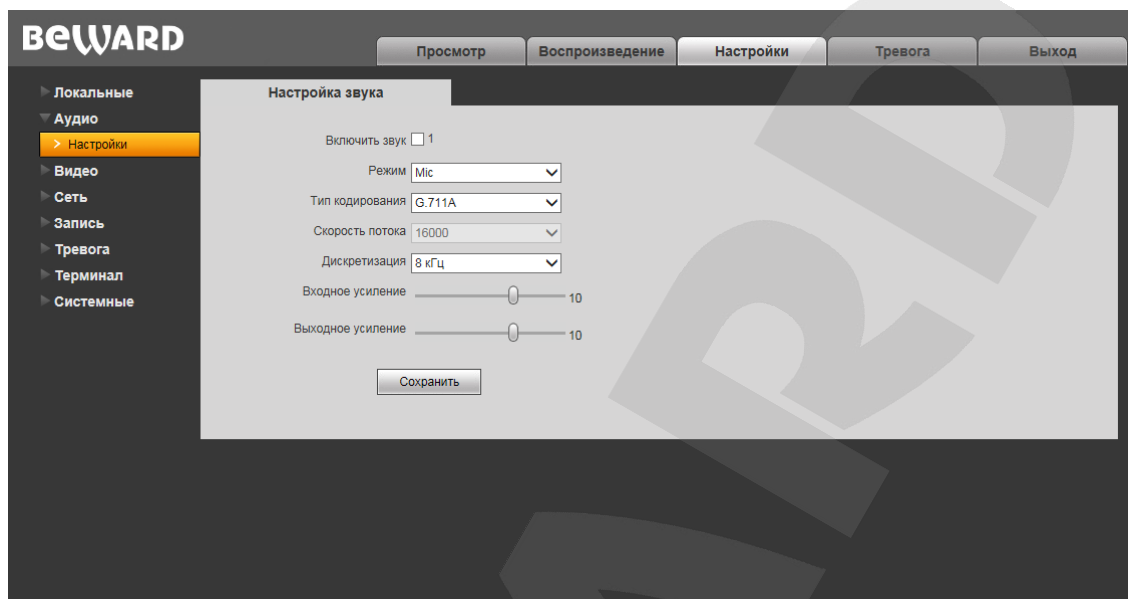 BEWARD
Просмотр
Воспроизведение
Настройки
Тревога
Выход
Локальные
Аудио
> Настройки
Видео
Сеть
Запись
Тревога
Терминал
Системные
Настройка звука
Включить звук 1
Режим Mic
Тип кодирования G.711A
Скорость потока 16000
Дискретизация 8 кГц
Входное усиление 10
Выходное усиление 10
Сохранить